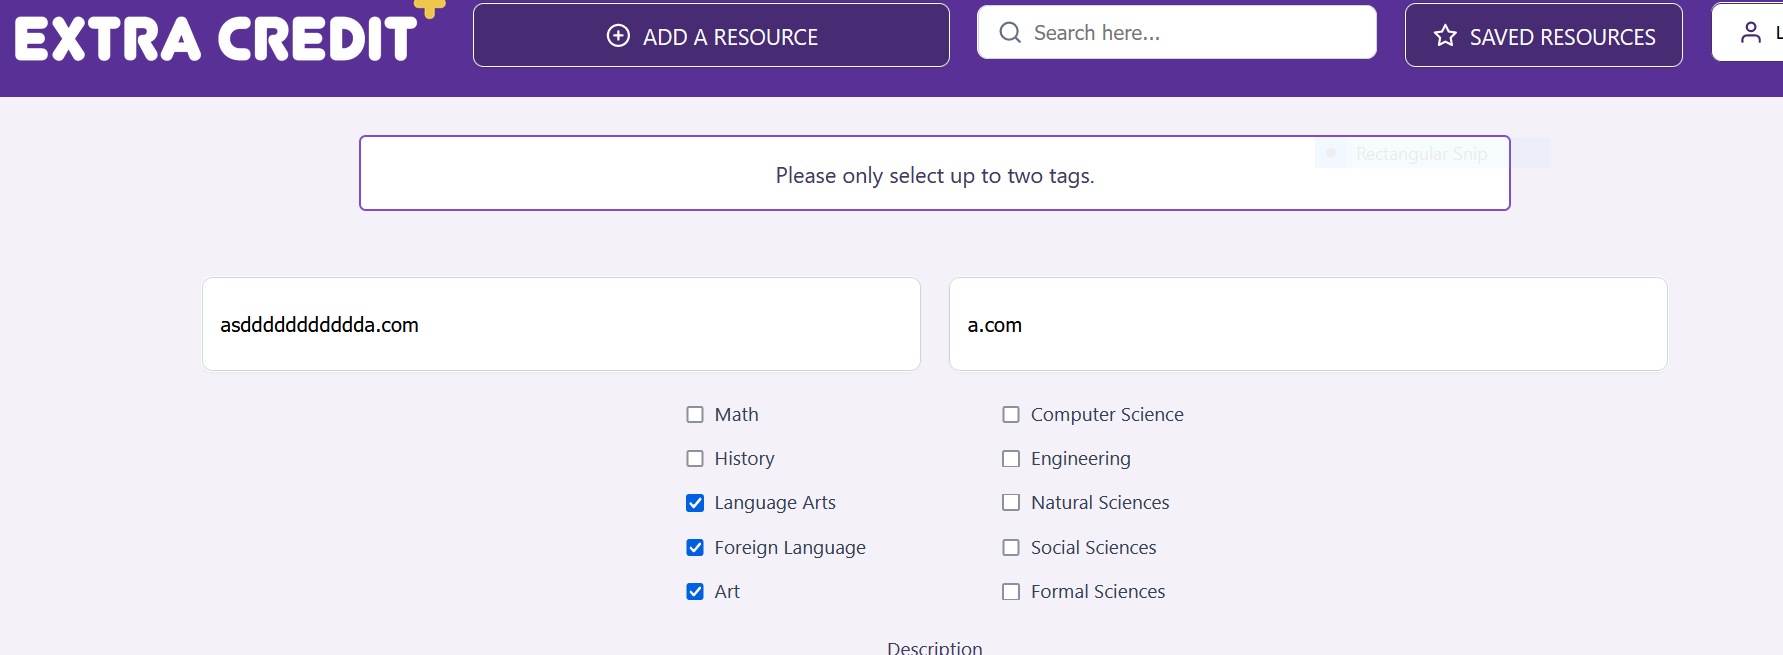 EXTRA CREDIT
ADD A RESOURCE
Search here...
SAVED RESOURCES
Rectangular Snip
Please only select up to two tags.
asddddddddddda.com
a.com
Math
Computer Science
History
Engineering
Language Arts
Natural Sciences
Foreign Language
Social Sciences
Art
Formal Sciences
Description